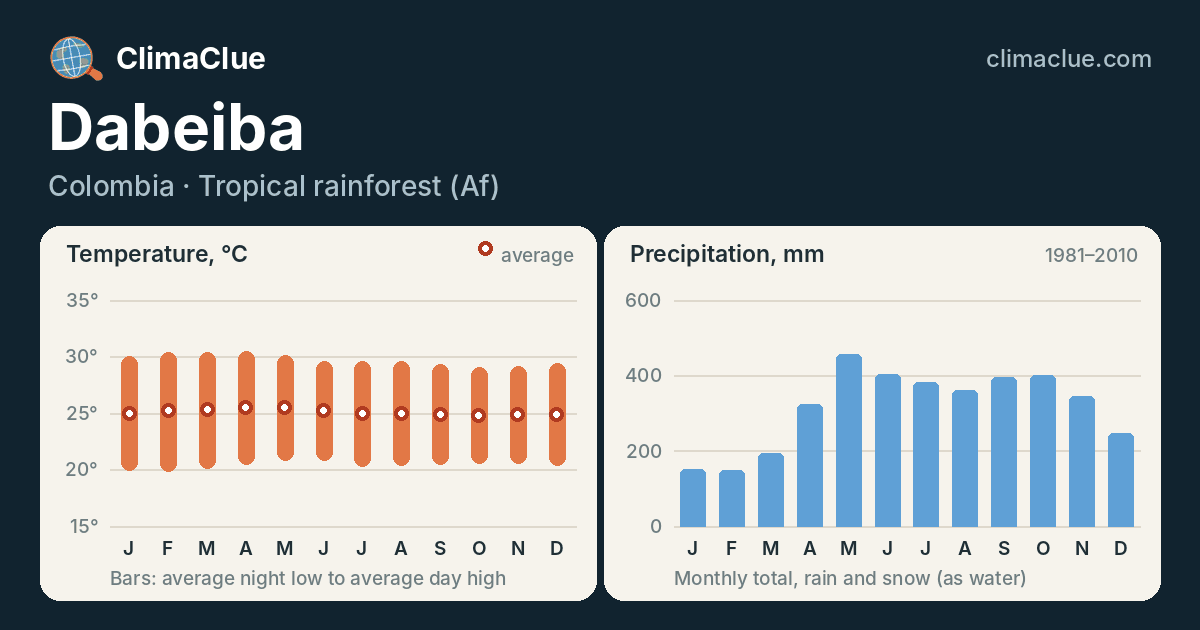 ClimaClue
climaclue.com
Dabeiba
Colombia · Tropical rainforest (Af)
Temperature, °C
average
35°
30°
25°
20°
15°
J F M A M J J A S O N D
Bars: average night low to average day high
Precipitation, mm
1981–2010
600
400
200
0
J F M A M J J A S O N D
Monthly total, rain and snow (as water)